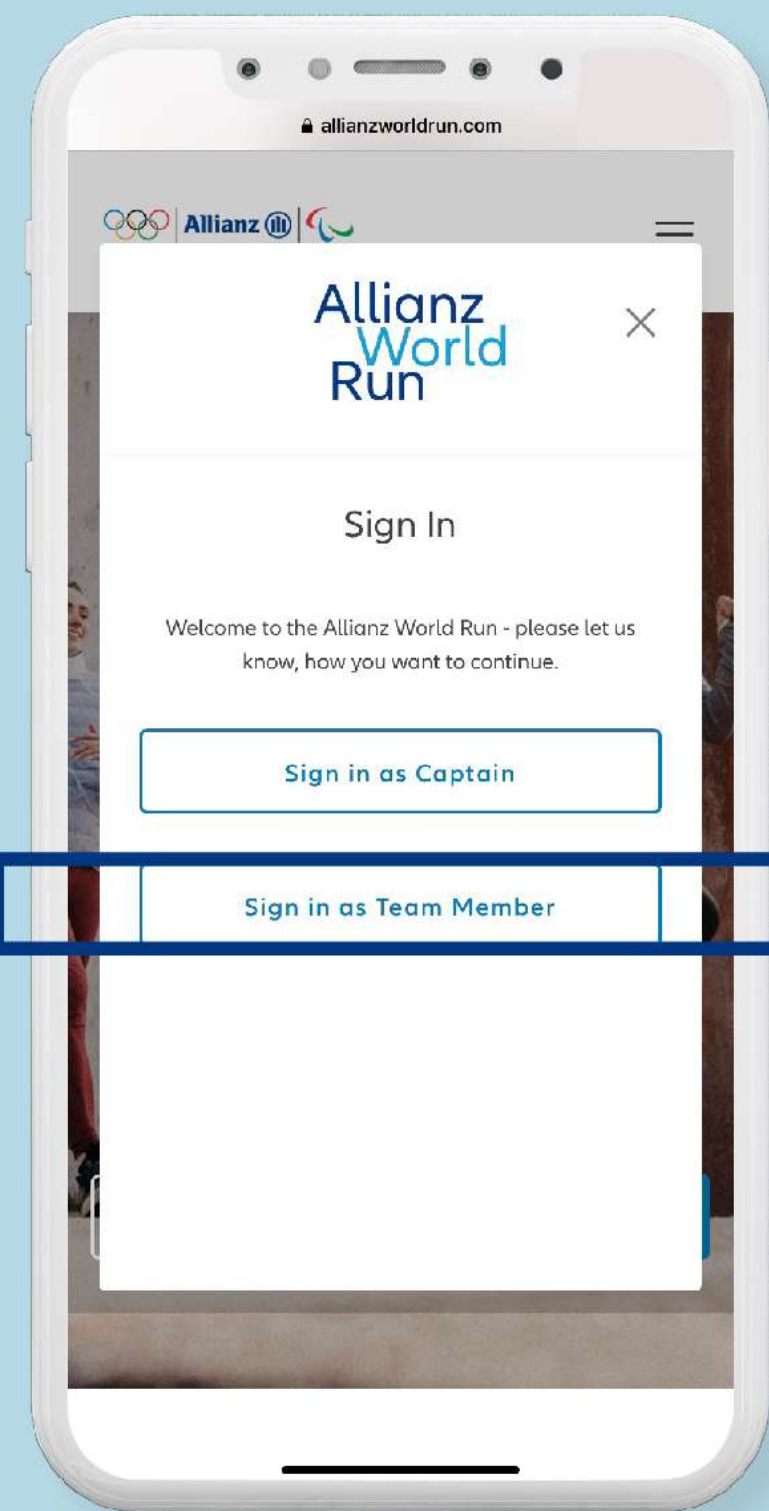 allianzworldrun.com
Allianz
Allianz
World
Run
Sign In
Welcome to the Allianz World Run - please let us
know, how you want to continue.
Sign in as Captain
Sign in as Team Member